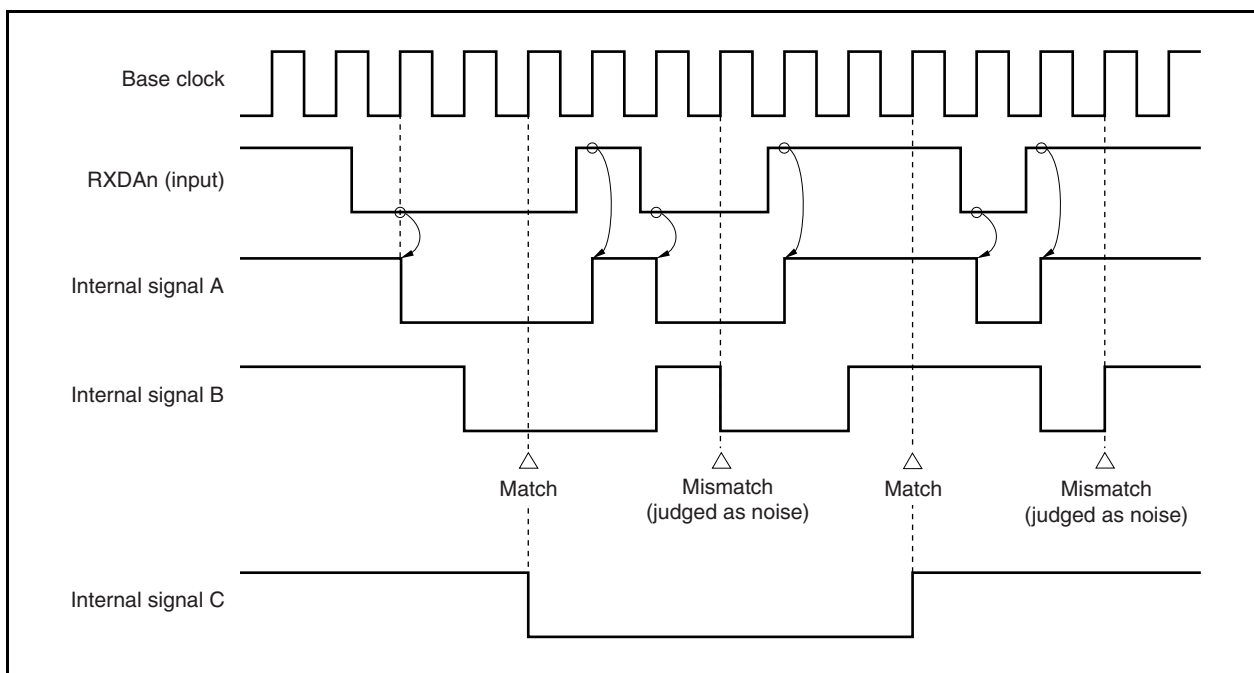 Base clock
RXDAn (input)
Internal signal A
Internal signal B
Match
Mismatch
(judged as noise)
Match
Mismatch
(judged as noise)
Internal signal C